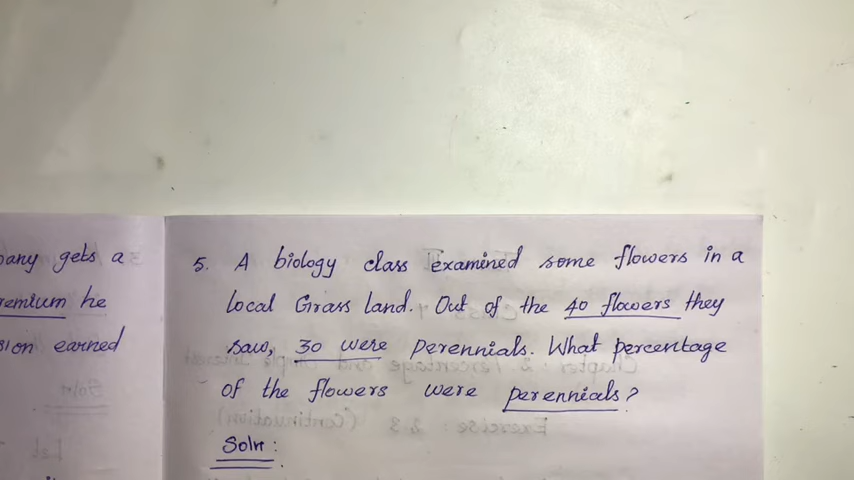 pany gets a
remium he
sion earned
5. A biology class examined some flowers in a
local Grass land. Out of the 40 flowers they
saw, 30 were perennials. What percentage
of the flowers were perennials?
Soln: